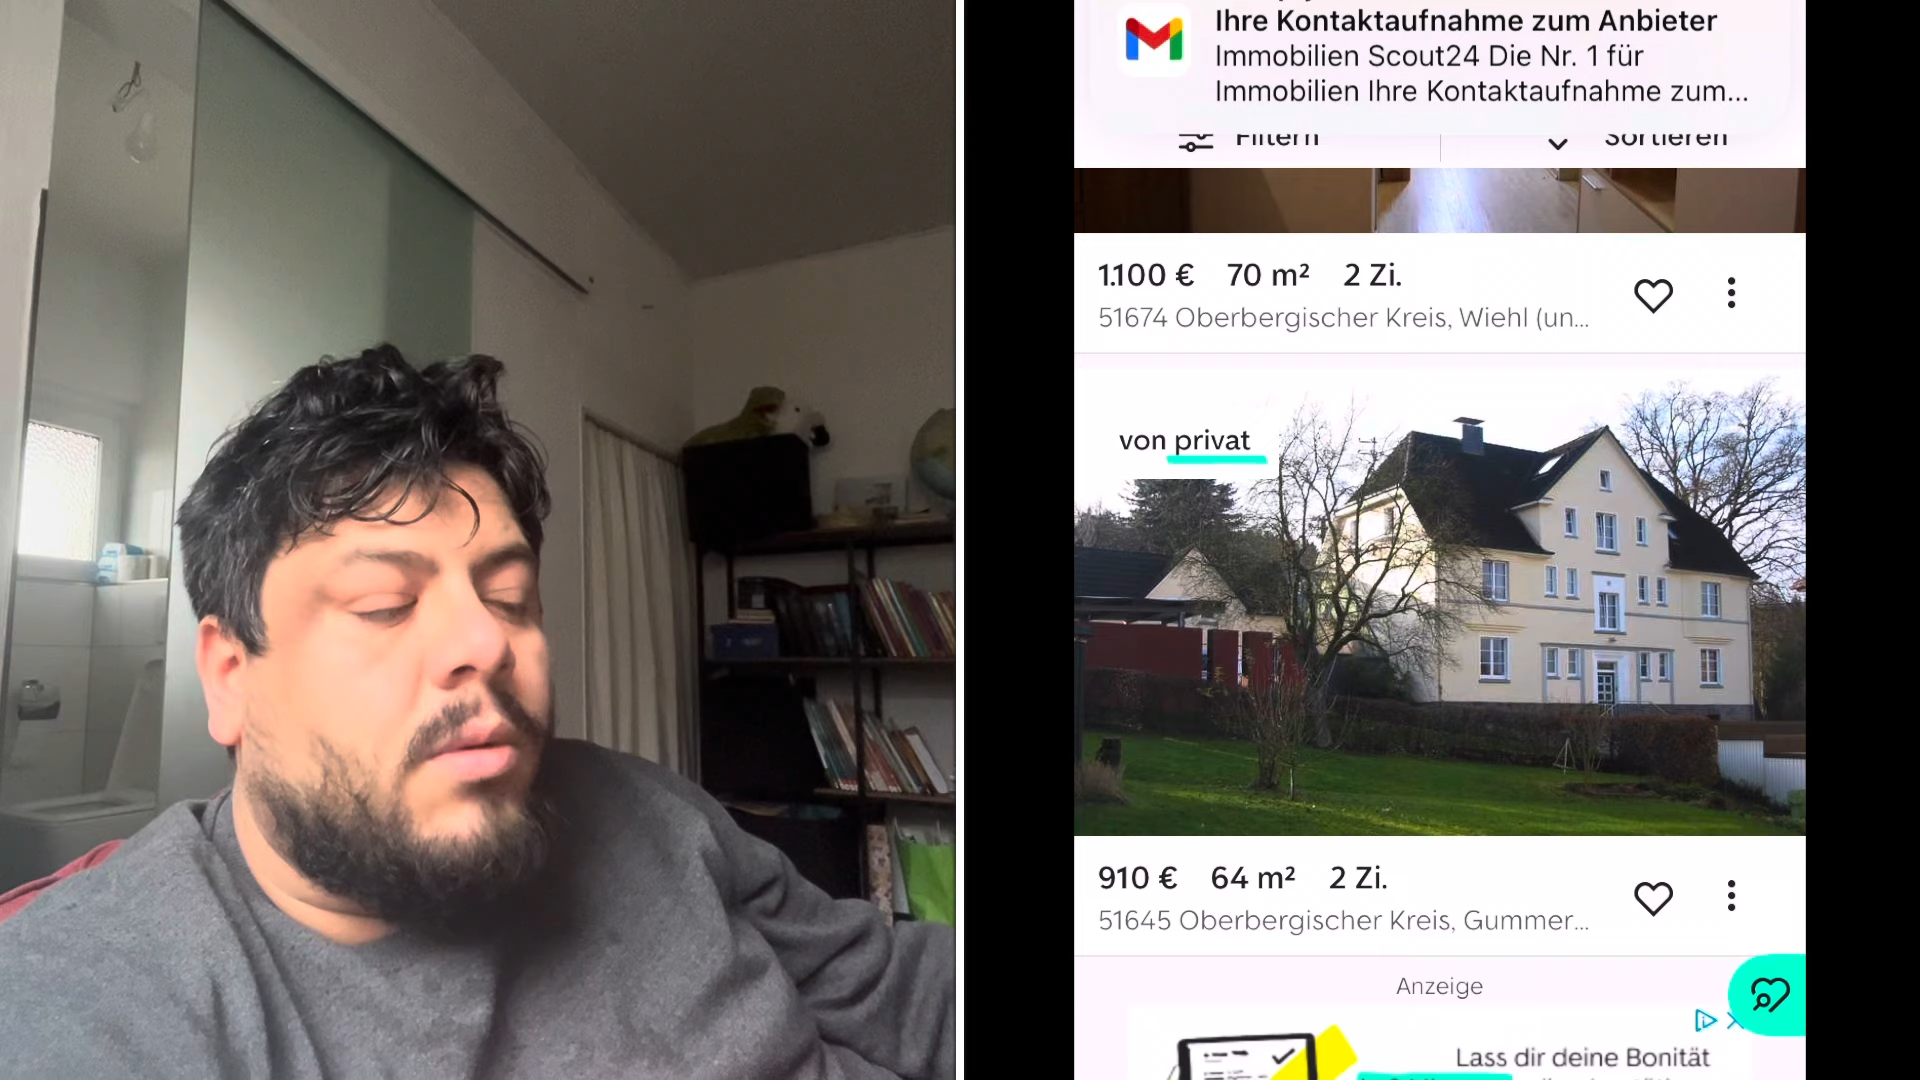 Ihre Kontaktaufnahme zum Anbieter
Immobilien Scout24 Die Nr. 1 für
Immobilien Ihre Kontaktaufnahme zum...
Filtern
Sortieren
1.100 € 70 m² 2 Zi.
51674 Oberbergischer Kreis, Wiehl (un...
von privat
910 € 64 m² 2 Zi.
51645 Oberbergischer Kreis, Gummer...
Anzeige
Lass dir deine Bonität